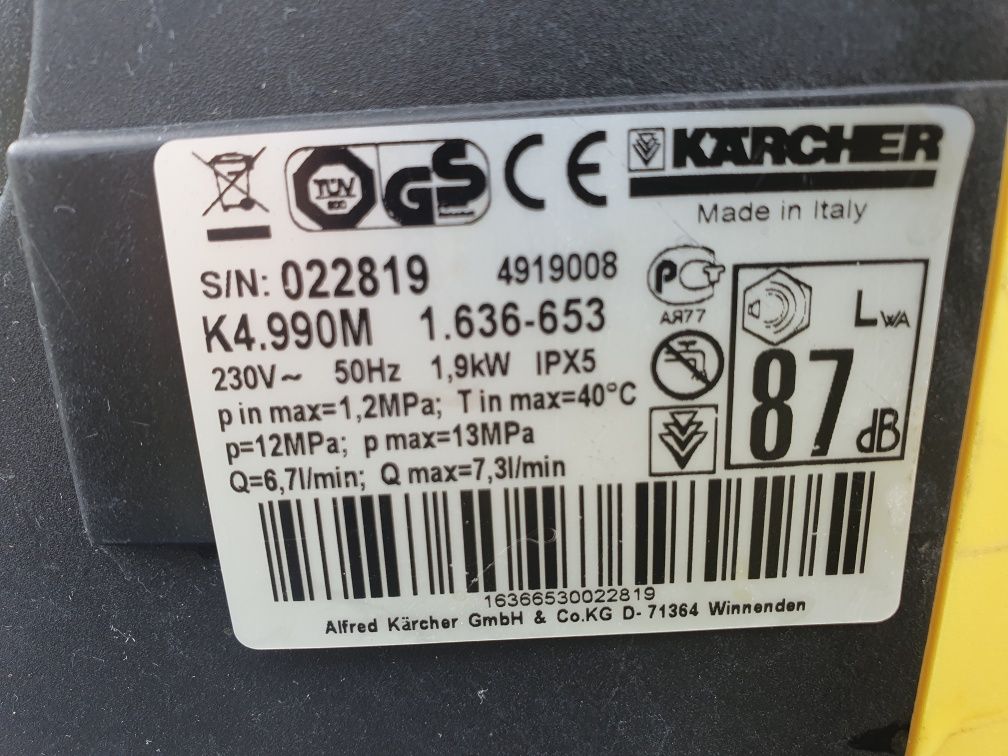 TÜV
GS
CE
KÄRCHER
Made in Italy
S/N: 022819 4919008
K4.990M 1.636-653
230V~ 50Hz 1,9kW IPX5
p in max=1,2MPa; T in max=40°C
p=12MPa; p max=13MPa
Q=6,7l/min; Q max=7,3l/min
АЯ77
LWA
87 dB
16366530022819
Alfred Kärcher GmbH & Co.KG D- 71364 Winnenden